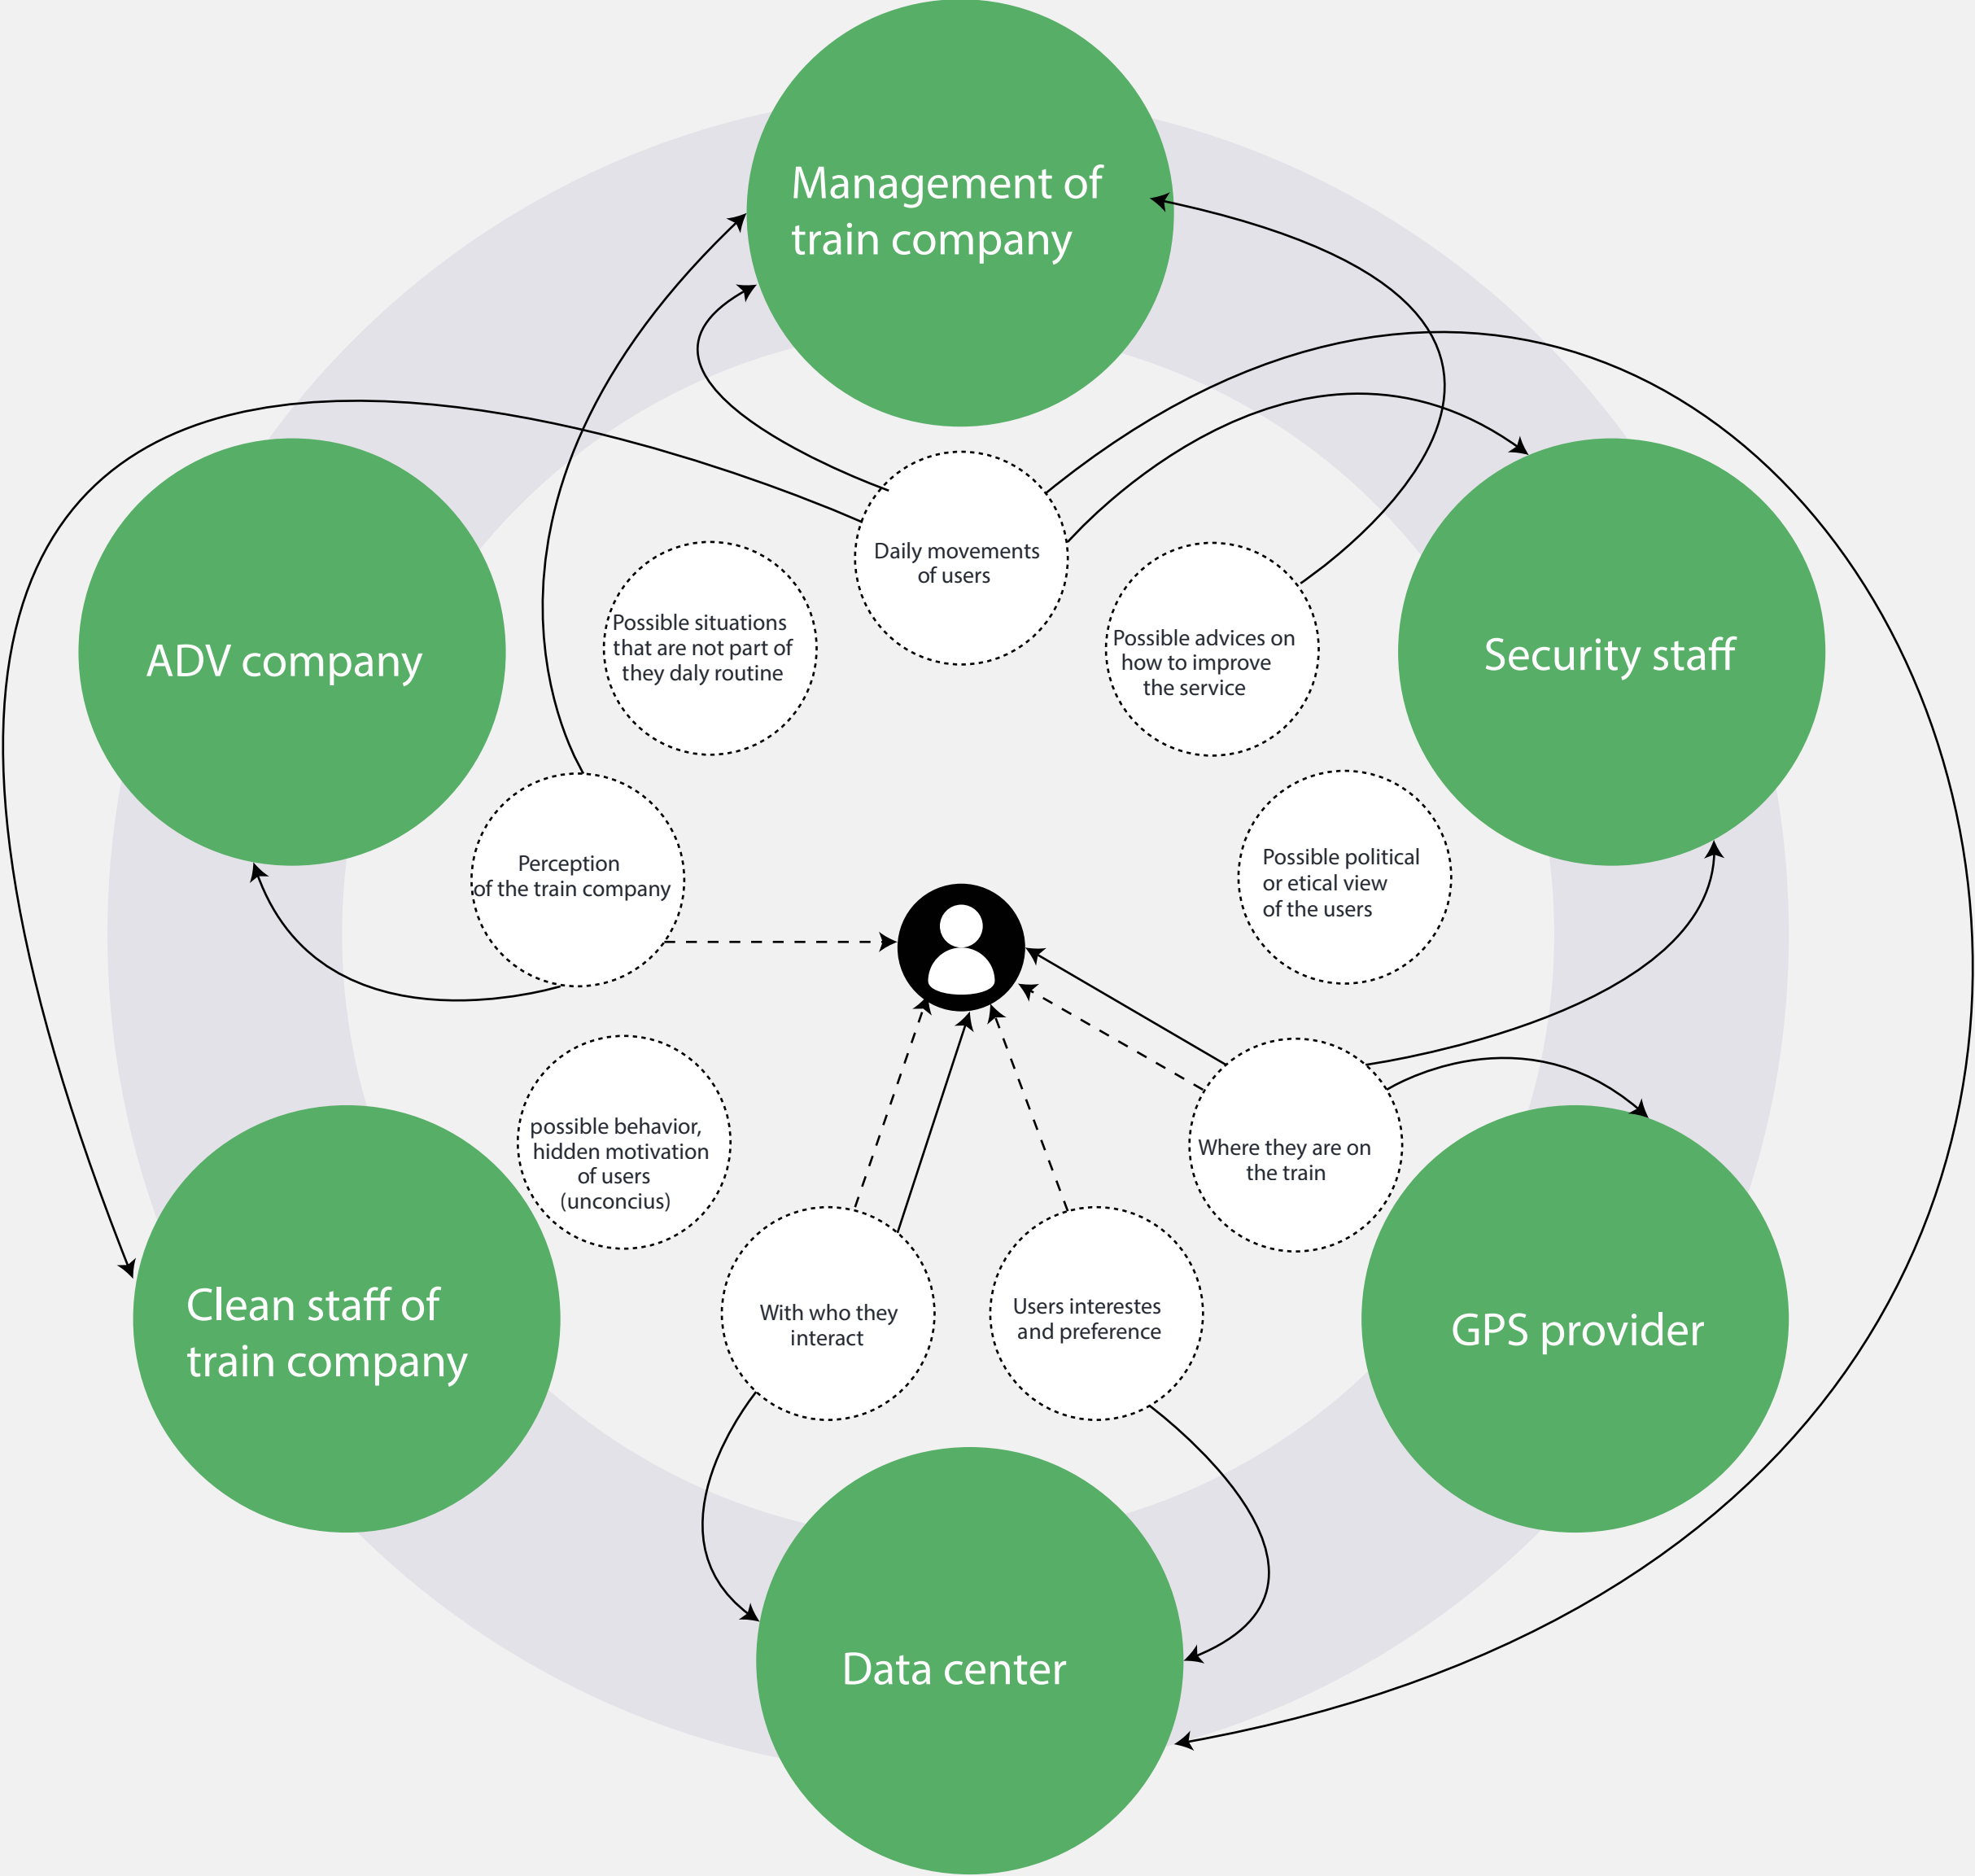 Management of
train company
ADV company
Security staff
Daily movements
of users
Possible situations
that are not part of
they daly routine
Possible advices on
how to improve
the service
Perception
of the train company
Possible political
or etical view
of the users
possible behavior,
hidden motivation
of users
(unconcius)
Where they are on
the train
With who they
interact
Users interestes
and preference
Clean staff of
train company
GPS provider
Data center